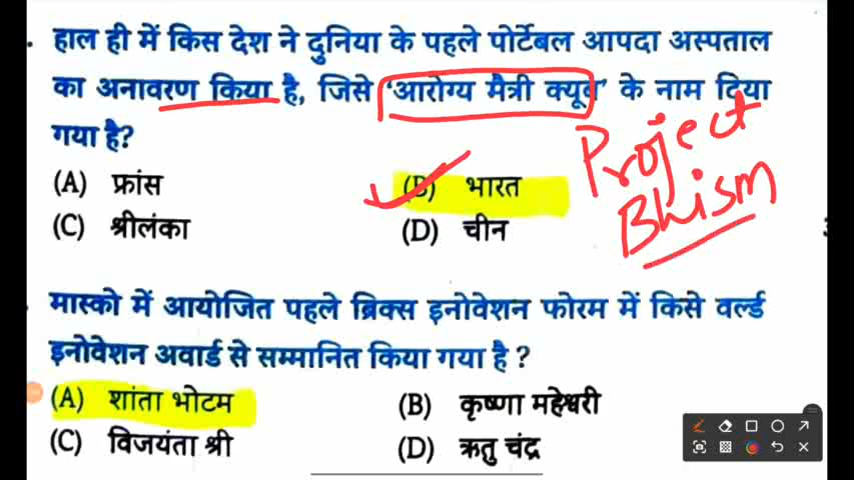 हाल ही में किस देश ने दुनिया के पहले पोर्टेबल आपदा अस्पताल
का अनावरण किया है, जिसे 'आरोग्य मैत्री क्यूब' के नाम दिया
गया है?
(A) फ्रांस
(B) भारत
(C) श्रीलंका
(D) चीन
Project
Bhism
मास्को में आयोजित पहले ब्रिक्स इनोवेशन फोरम में किसे वर्ल्ड
इनोवेशन अवार्ड से सम्मानित किया गया है ?
(A) शांता भोटम
(B) कृष्णा महेश्वरी
(C) विजयंता श्री
(D) ऋतु चंद्र